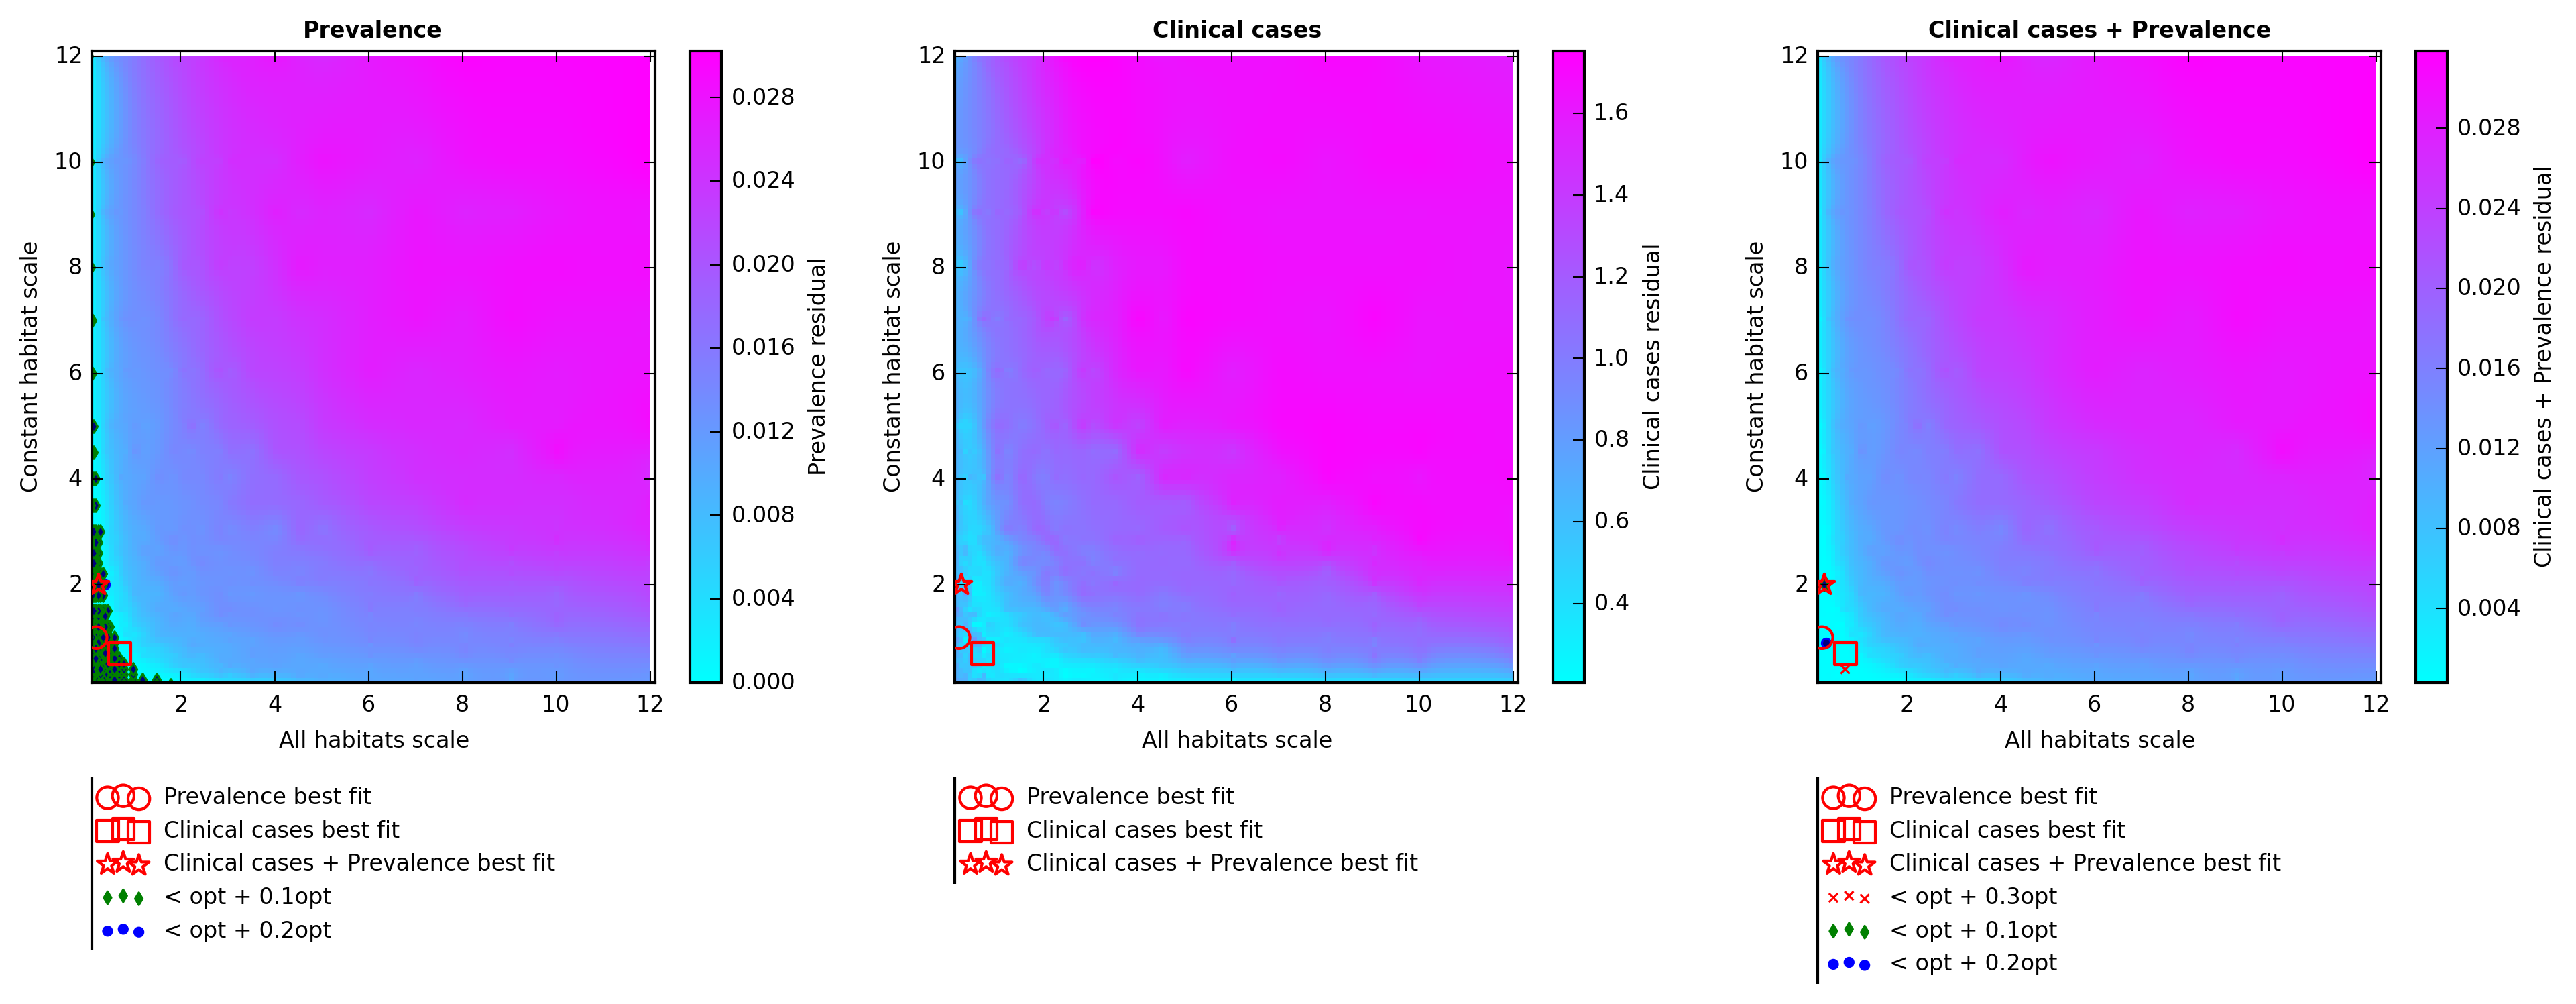 Prevalence
12
10
8
6
4
2
Constant habitat scale
2 4 6 8 10 12
All habitats scale
0.028
0.024
0.020
0.016
0.012
0.008
0.004
0.000
Prevalence residual
Prevalence best fit
Clinical cases best fit
Clinical cases + Prevalence best fit
< opt + 0.1opt
< opt + 0.2opt
Clinical cases
12
10
8
6
4
2
Constant habitat scale
2 4 6 8 10 12
All habitats scale
1.6
1.4
1.2
1.0
0.8
0.6
0.4
Clinical cases residual
Prevalence best fit
Clinical cases best fit
Clinical cases + Prevalence best fit
Clinical cases + Prevalence
12
10
8
6
4
2
Constant habitat scale
2 4 6 8 10 12
All habitats scale
0.028
0.024
0.020
0.016
0.012
0.008
0.004
Clinical cases + Prevalence residual
Prevalence best fit
Clinical cases best fit
Clinical cases + Prevalence best fit
< opt + 0.3opt
< opt + 0.1opt
< opt + 0.2opt